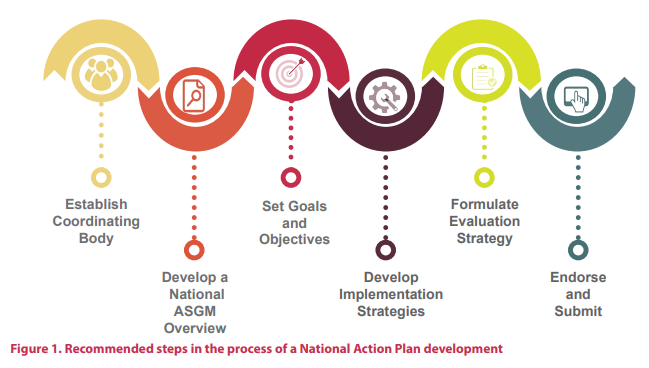 Establish
Coordinating
Body
Develop a
National
ASGM
Overview
Set Goals
and
Objectives
Develop
Implementation
Strategies
Formulate
Evaluation
Strategy
Endorse
and
Submit
Figure 1. Recommended steps in the process of a National Action Plan development